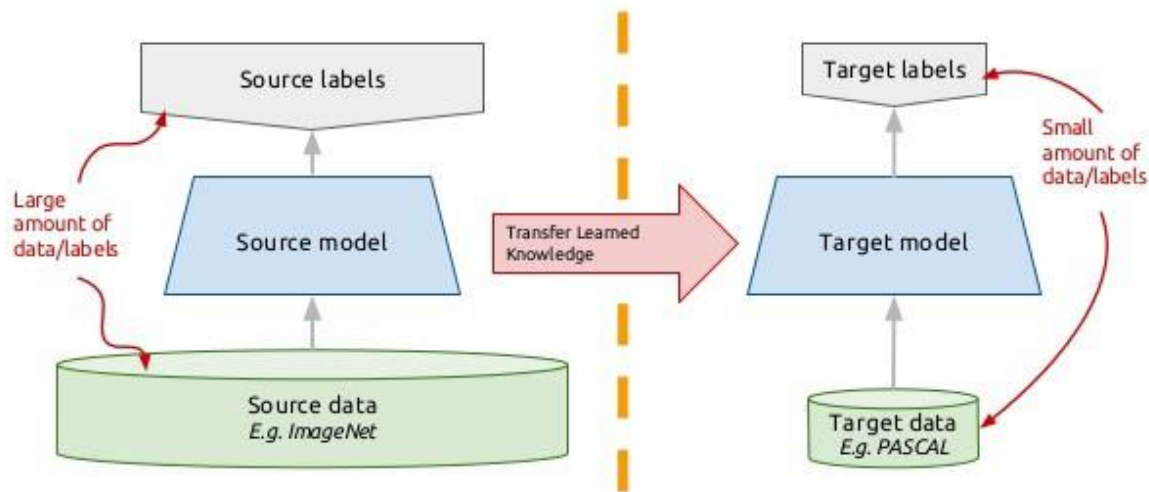 Source labels
Large
amount of
data/labels
Source model
Source data
E.g. ImageNet
Transfer Learned
Knowledge
Target labels
Small
amount of
data/labels
Target model
Target data
E.g. PASCAL